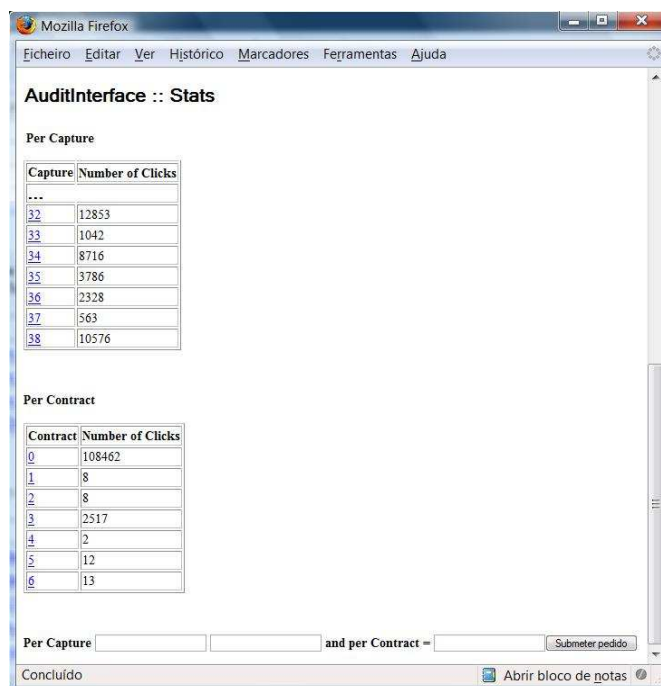 Mozilla Firefox
Ficheiro Editar Ver Histórico Marcadores Ferramentas Ajuda
AuditInterface :: Stats
Per Capture
Capture Number of Clicks
...
32 12853
33 1042
34 8716
35 3786
36 2328
37 563
38 10576
Per Contract
Contract Number of Clicks
0 108462
1 8
2 8
3 2517
4 2
5 12
6 13
Per Capture and per Contract = Submeter pedido
Concluído Abrir bloco de notas